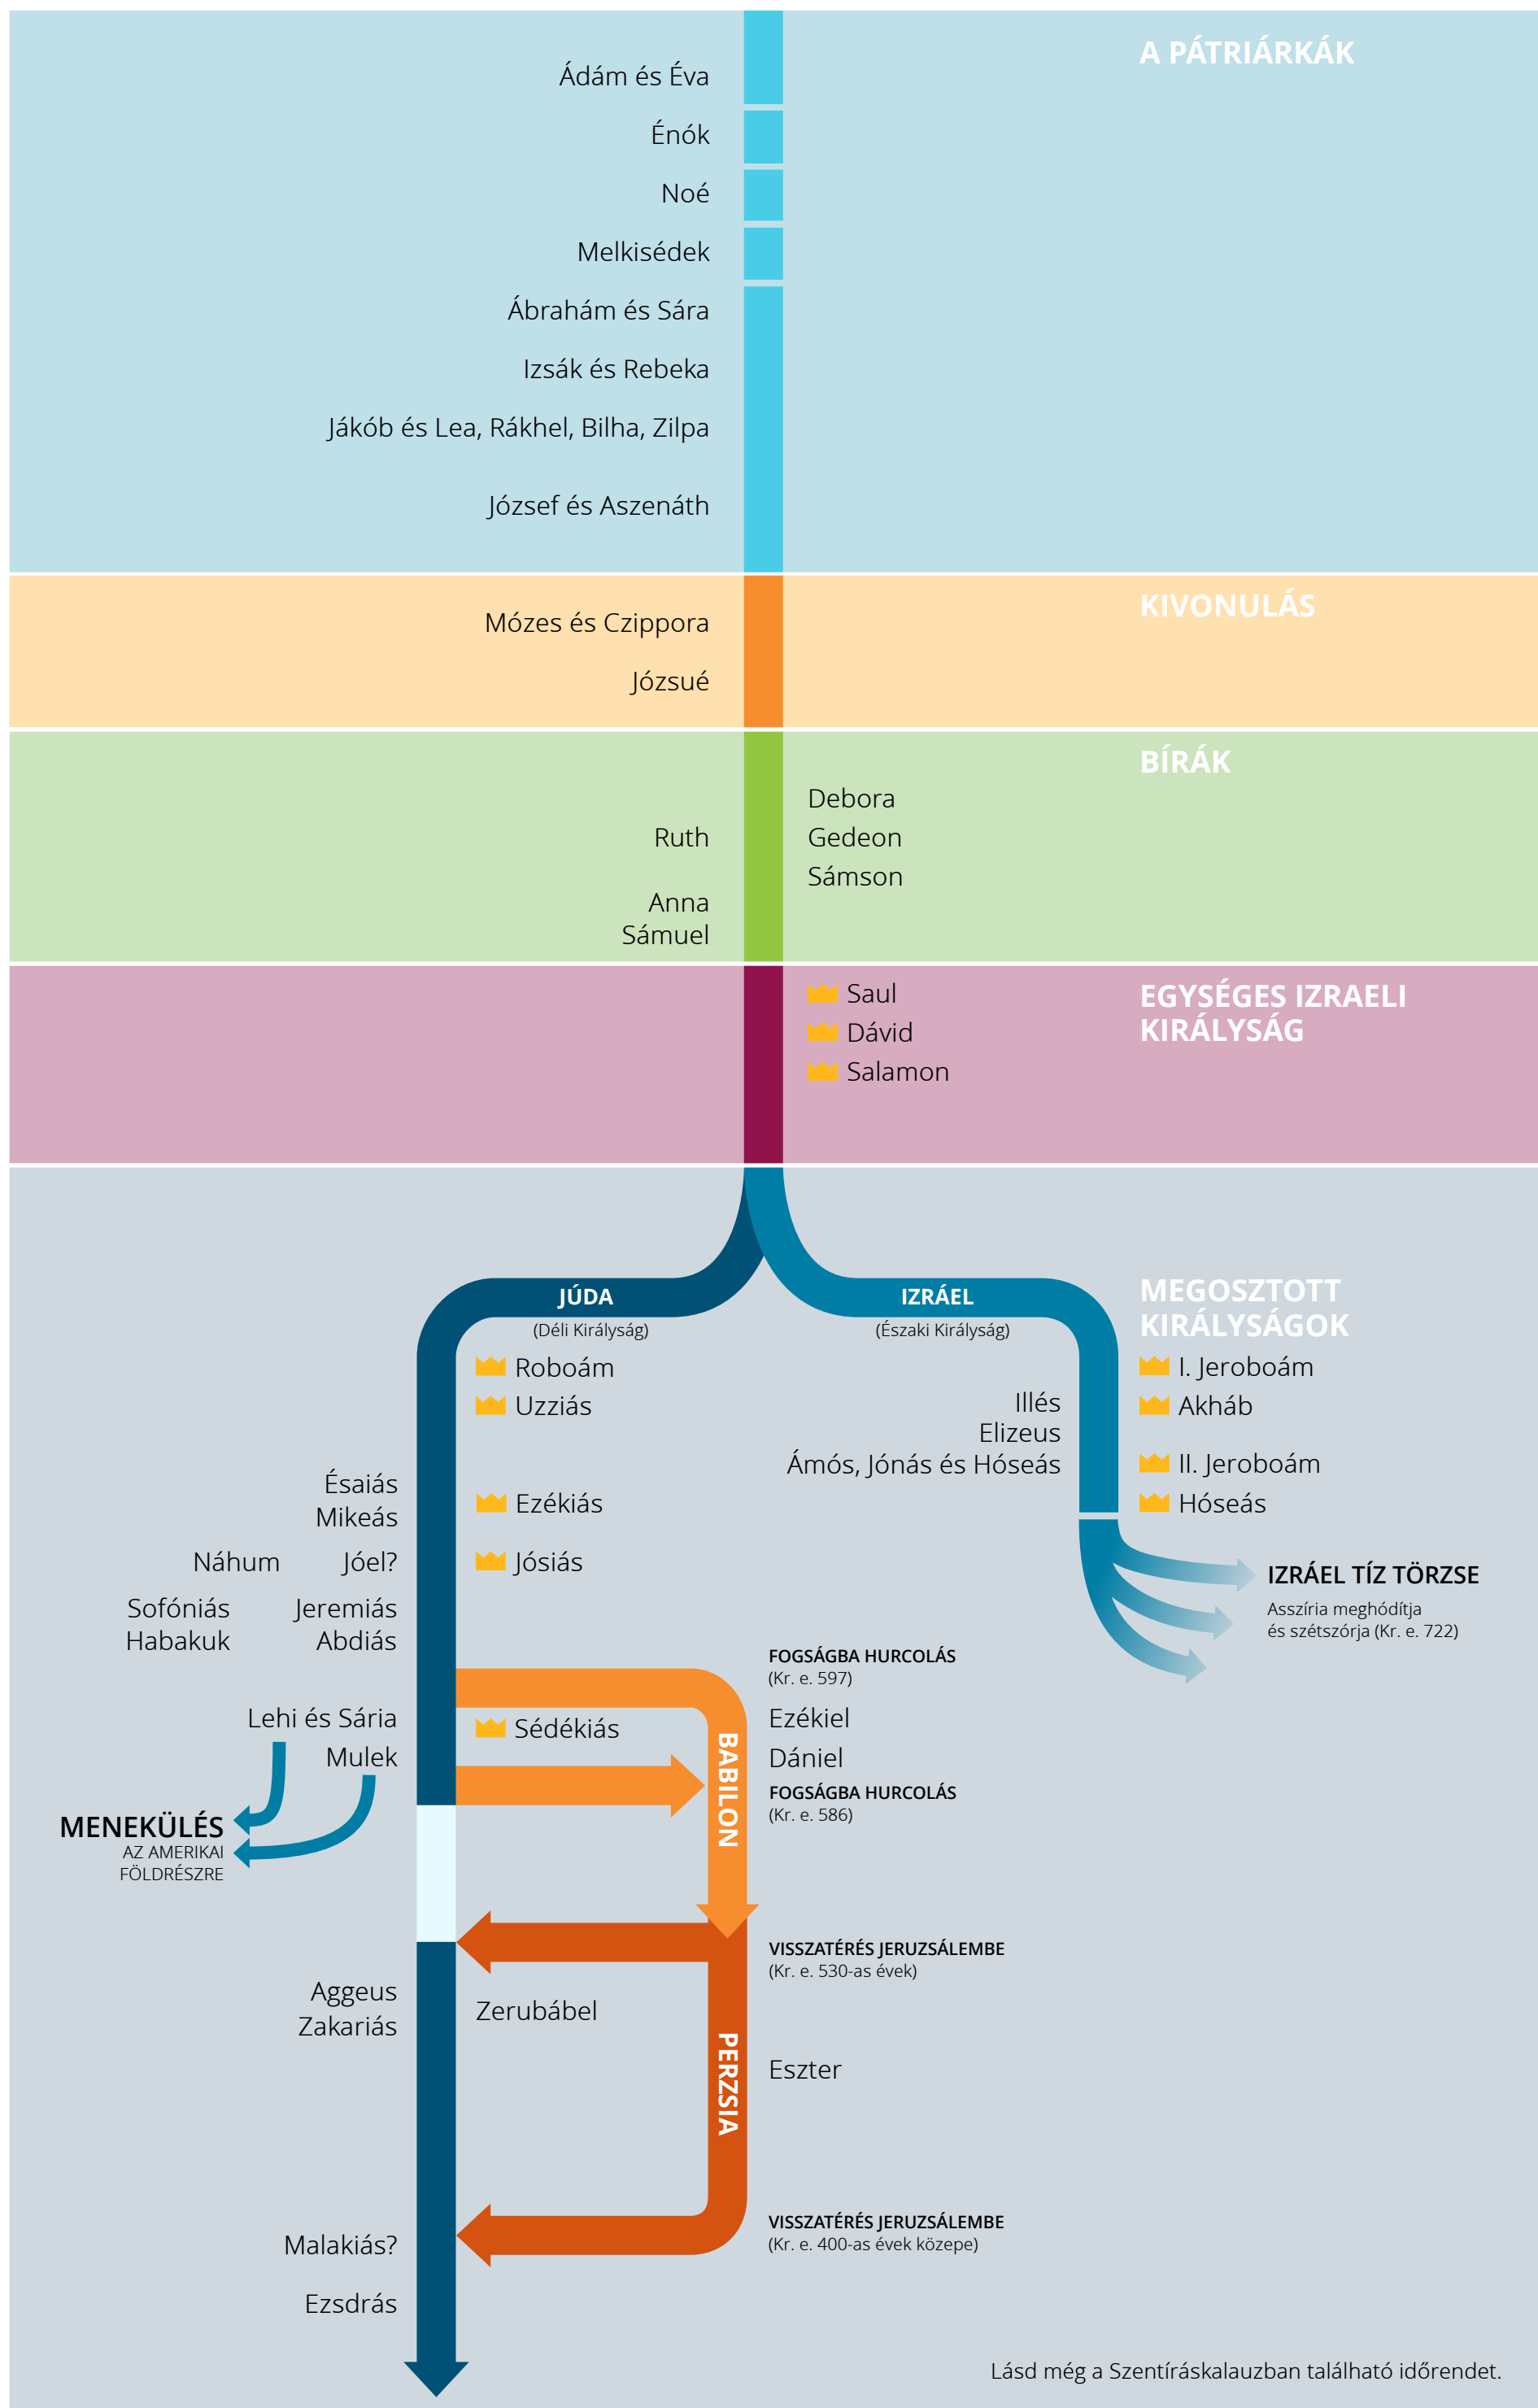 A PÁTRIÁRKÁK
Ádám és Éva
Énók
Noé
Melkisédek
Ábrahám és Sára
Izsák és Rebeka
Jákób és Lea, Rákhel, Bilha, Zilpa
József és Aszenáth
KIVONULÁS
Mózes és Czippora
Józsué
BÍRÁK
Debora
Ruth
Gedeon
Sámson
Anna
Sámuel
EGYSÉGES IZRAELI
KIRÁLYSÁG
Saul
Dávid
Salamon
MEGOSZTOTT
KIRÁLYSÁGOK
JÚDA
(Déli Királyság)
Roboám
Uzziás
Ézaiás
Mikeás
Ezékiás
Náhum
Jóel?
Jósiás
Sofóniás
Habakuk
Jeremiás
Abdiás
IZRÁEL
(Északi Királyság)
Illés
Elizeus
Ámós, Jónás és Hóseás
I. Jeroboám
Akháb
II. Jeroboám
Hóseás
IZRÁEL TÍZ TÖRZSE
Asszíria meghódítja
és szétszórja (Kr. e. 722)
Lehi és Sária
Mulek
MENEKÜLÉS
AZ AMERIKAI
FÖLDRÉSZRE
Sédékiás
BABILON
FOGSÁGBA HURCOLÁS
(Kr. e. 597)
Ezékiel
Dániel
FOGSÁGBA HURCOLÁS
(Kr. e. 586)
VISSZATÉRÉS JERUZSÁLEMBE
(Kr. e. 530-as évek)
Aggeus
Zakariás
Zerubábel
PERZSIA
Eszter
VISSZATÉRÉS JERUZSÁLEMBE
(Kr. e. 400-as évek közepe)
Malakiás?
Ezsdrás
Lásd még a Szentíráskalauzban található időrendet.